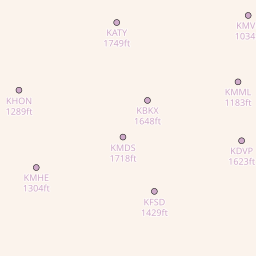 KATY
1749ft
KMV
1034
KHON
1289ft
KMML
1183ft
KBKX
1648ft
KMDS
1718ft
KDVP
1623ft
KMHE
1304ft
KFSD
1429ft